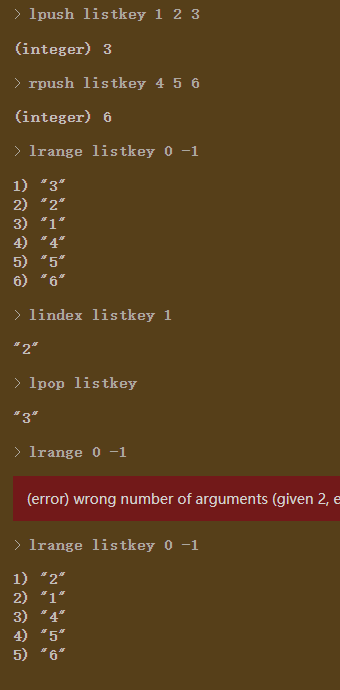 > lpush listkey 1 2 3
(integer) 3
> rpush listkey 4 5 6
(integer) 6
> lrange listkey 0 -1
1) "3"
2) "2"
3) "1"
4) "4"
5) "5"
6) "6"
> lindex listkey 1
"2"
> lpop listkey
"3"
> lrange 0 -1
(error) wrong number of arguments (given 2, e
> lrange listkey 0 -1
1) "2"
2) "1"
3) "4"
4) "5"
5) "6"